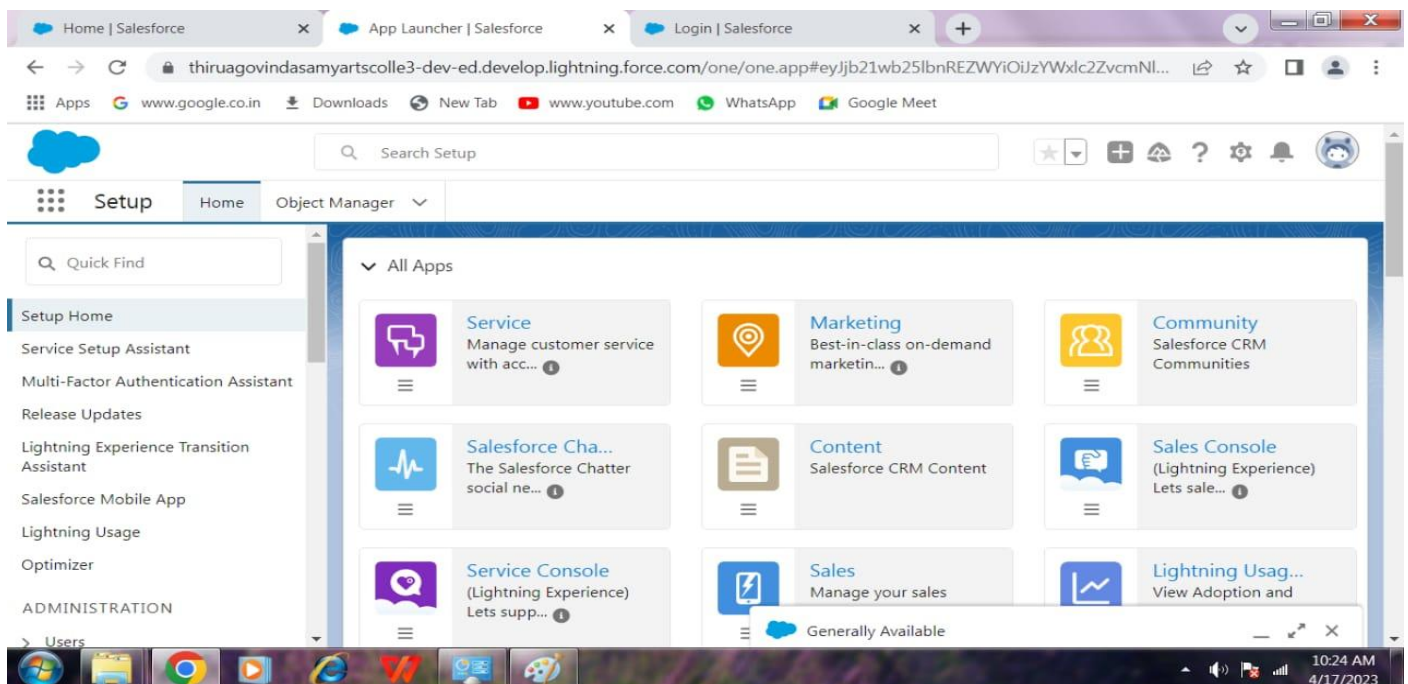 Home | Salesforce
App Launcher | Salesforce
Login | Salesforce
thiruagovindasamyartscolle3-dev-ed.develop.lightning.force.com/one/one.app#eyJjb21wb25lbnREZWYiOiJzYWxlc2ZvcmNl...
Apps
www.google.co.in
Downloads
New Tab
www.youtube.com
WhatsApp
Google Meet
Search Setup
Setup
Home
Object Manager
Quick Find
Setup Home
Service Setup Assistant
Multi-Factor Authentication Assistant
Release Updates
Lightning Experience Transition
Assistant
Salesforce Mobile App
Lightning Usage
Optimizer
ADMINISTRATION
Users
All Apps
Service
Manage customer service
with acc...
Marketing
Best-in-class on-demand
marketin...
Community
Salesforce CRM
Communities
Salesforce Cha...
The Salesforce Chatter
social ne...
Content
Salesforce CRM Content
Sales Console
(Lightning Experience)
Lets sale...
Service Console
(Lightning Experience)
Lets supp...
Sales
Manage your sales
Lightning Usag...
View Adoption and
Generally Available
10:24 AM
4/17/2023